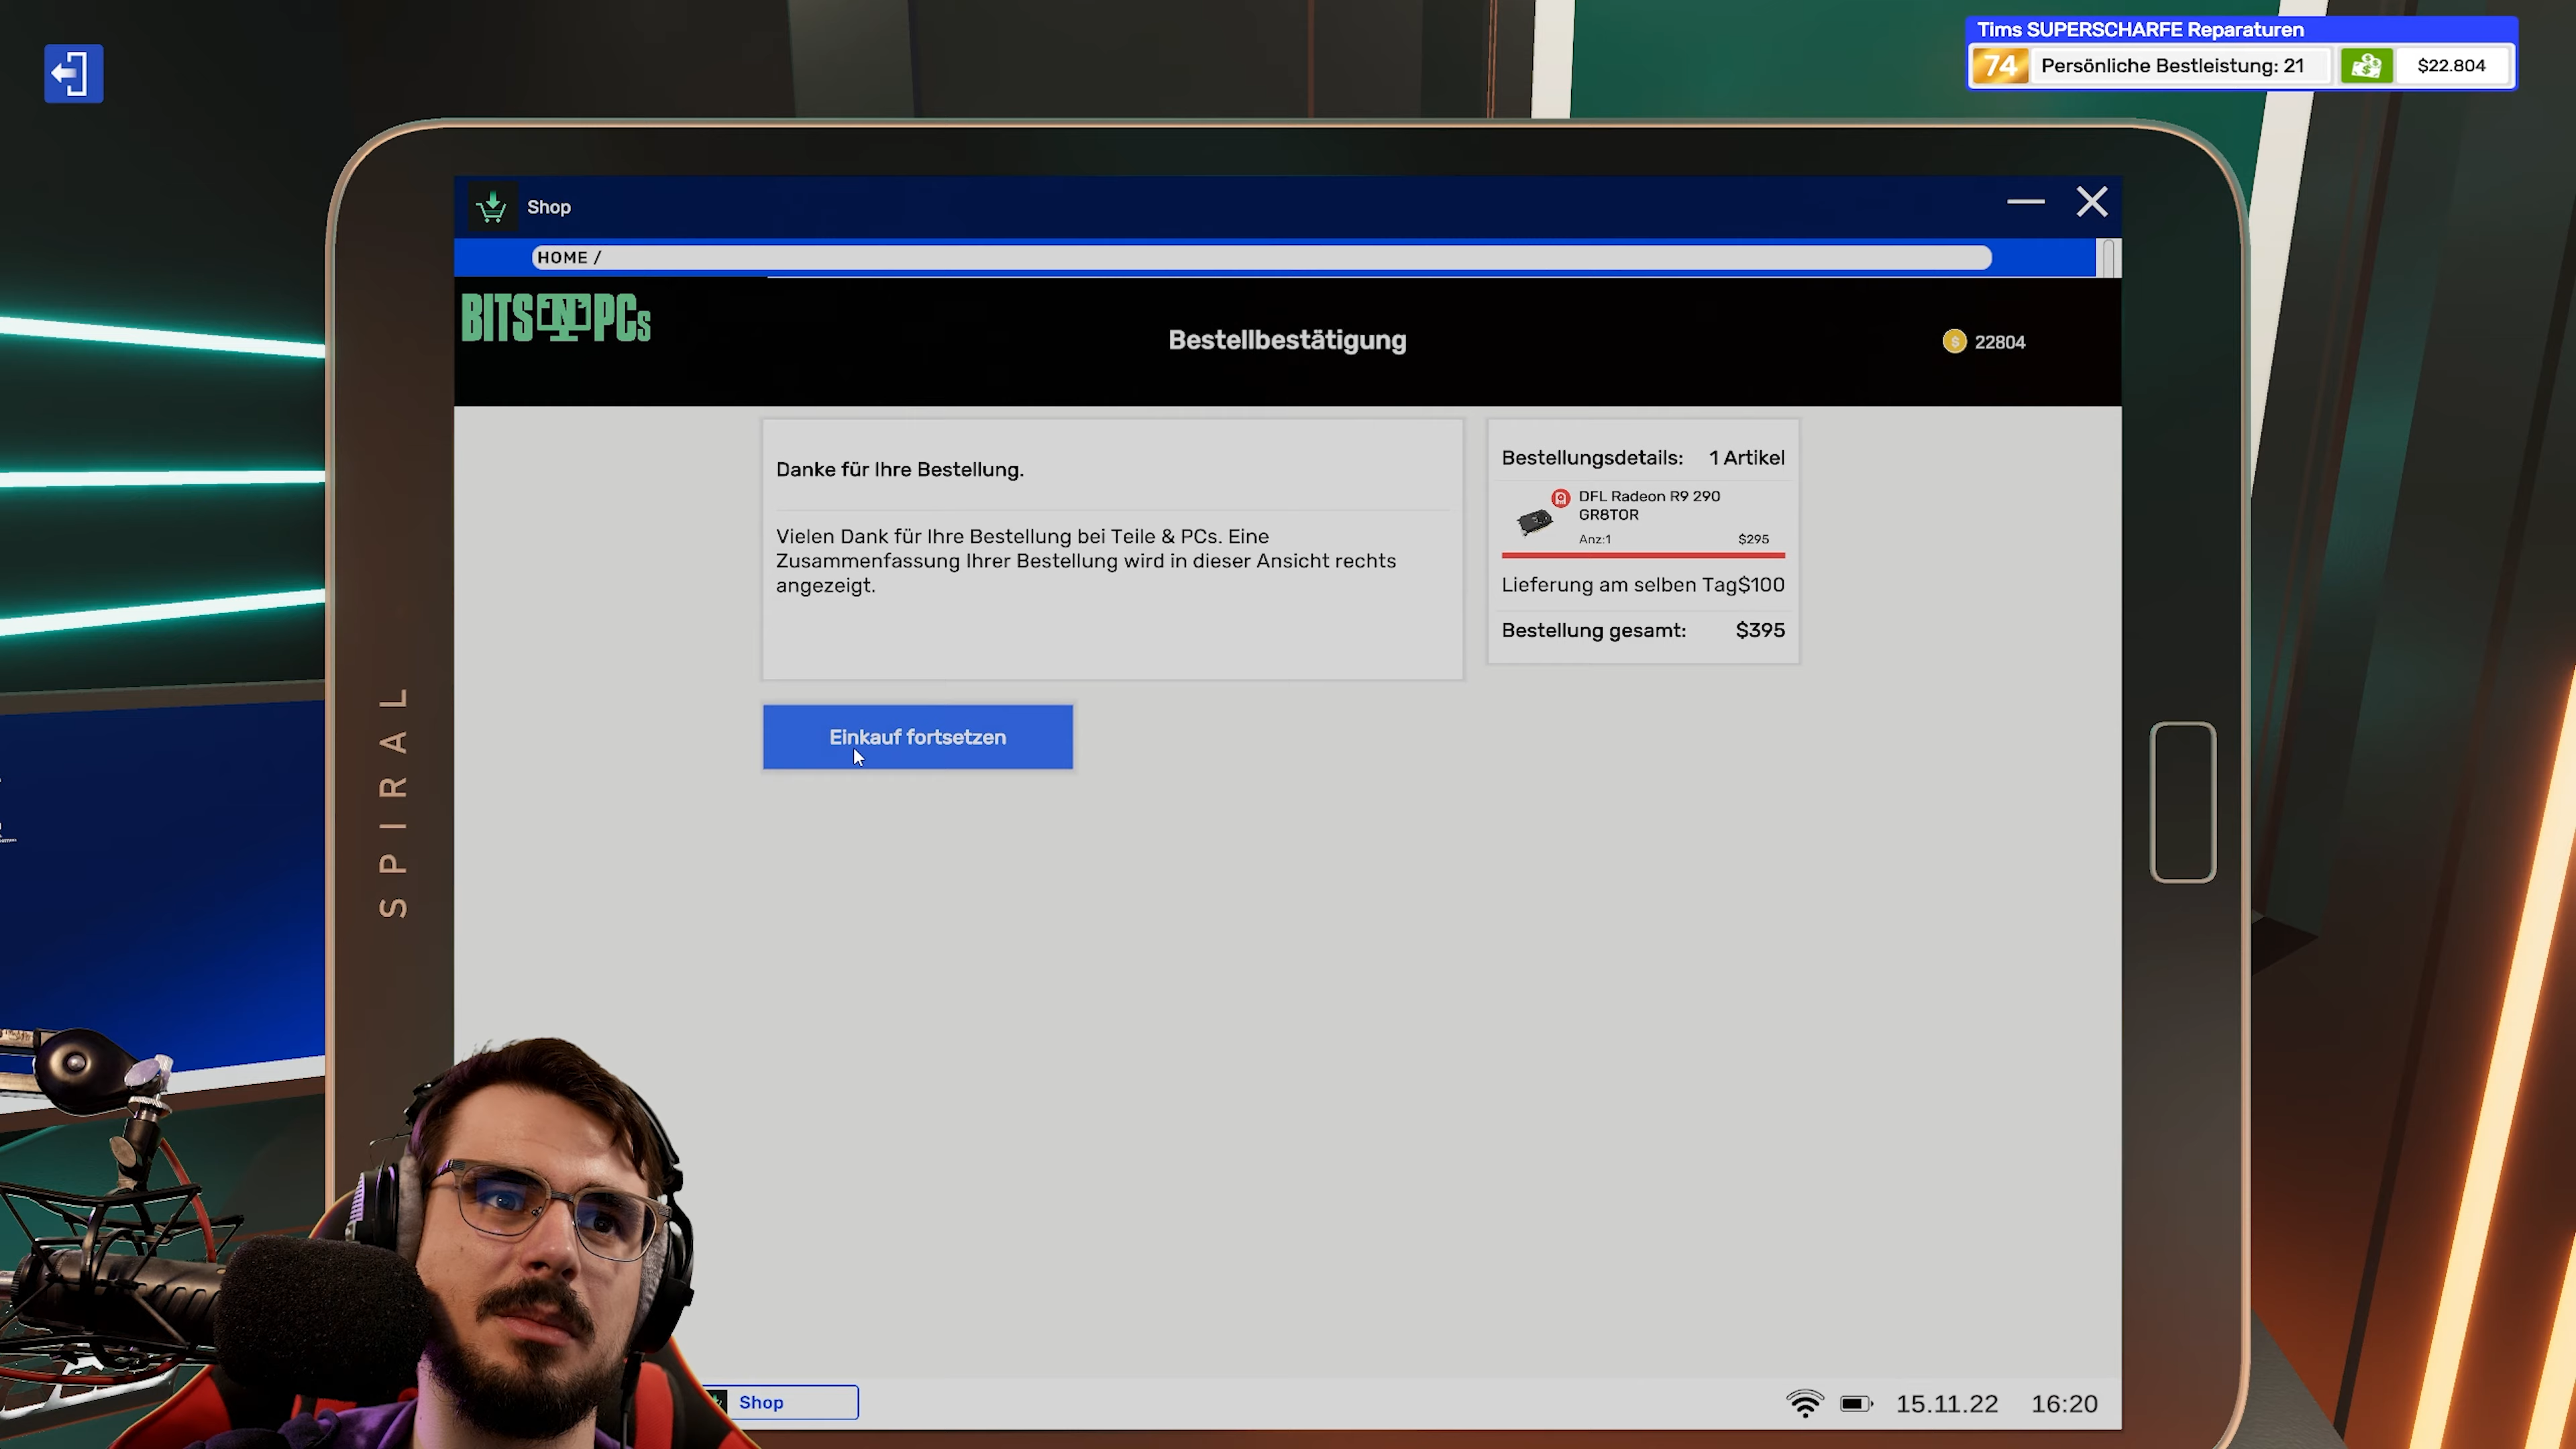 Tims SUPERSCHARFE Reparaturen
74 Persönliche Bestleistung: 21 $22.804
Shop
HOME /
BITS N PCs
Bestellbestätigung
22804
Danke für Ihre Bestellung.
Vielen Dank für Ihre Bestellung bei Teile & PCs. Eine
Zusammenfassung Ihrer Bestellung wird in dieser Ansicht rechts
angezeigt.
Einkauf fortsetzen
Bestellungsdetails: 1 Artikel
DFL Radeon R9 290
GR8TOR
Anz:1 $295
Lieferung am selben Tag$100
Bestellung gesamt: $395
SPIRAL
Shop
15.11.22 16:20